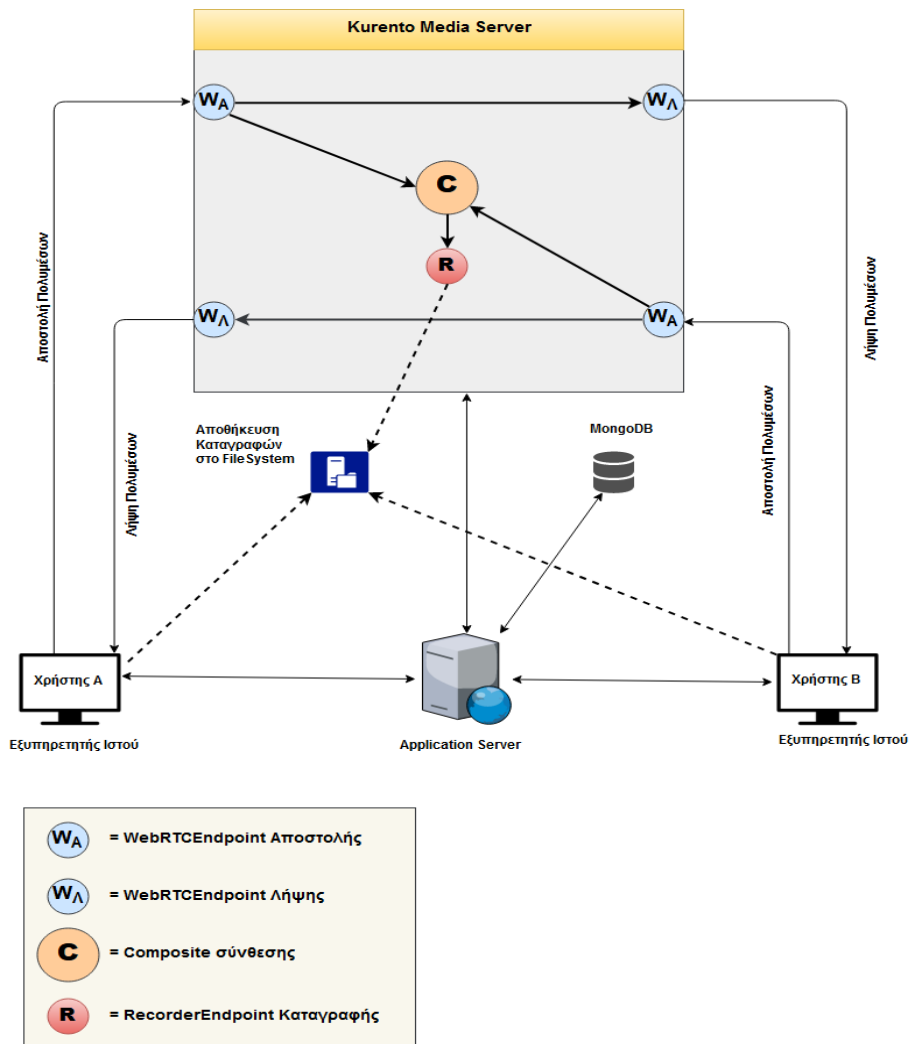 Kurento Media Server
WA
WΛ
C
R
WΛ
WA
Αποστολή Πολυμέσων
Λήψη Πολυμέσων
Αποστολή Πολυμέσων
Λήψη Πολυμέσων
Αποθήκευση
Καταγραφών
στο FileSystem
MongoDB
Χρήστης Α
Χρήστης Β
Εξυπηρετητής Ιστού
Application Server
Εξυπηρετητής Ιστού
WA = WebRTCEndpoint Αποστολής
WΛ = WebRTCEndpoint Λήψης
C = Composite σύνθεσης
R = RecorderEndpoint Καταγραφής